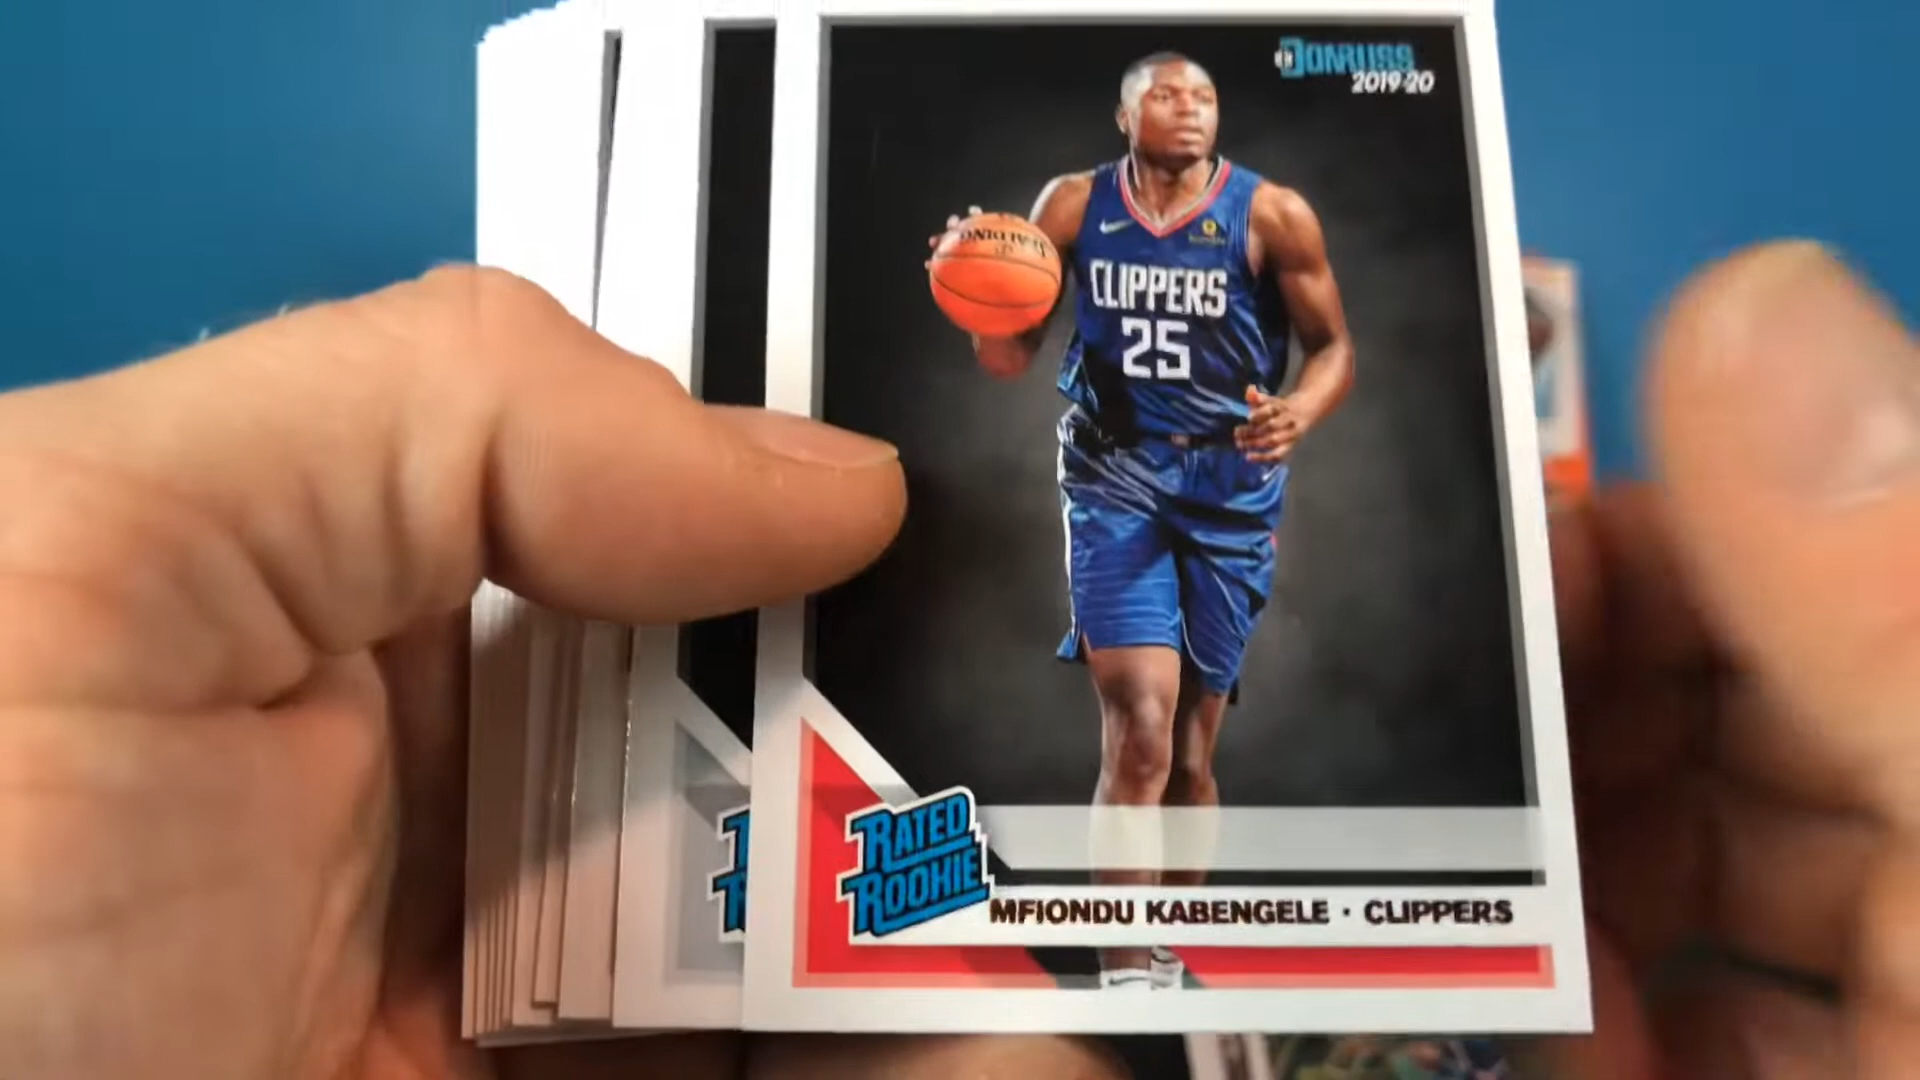 DONRUSS
2019-20
SPALDING
CLIPPERS
25
RATED
ROOKIE
MFIONDU KABENGELE · CLIPPERS